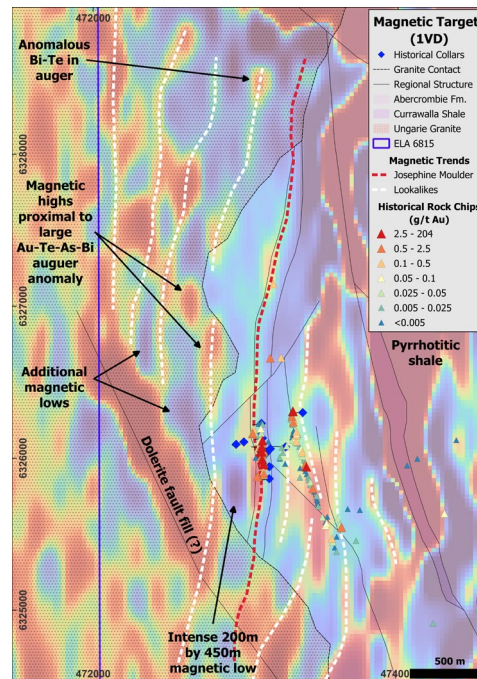 472000
Anomalous
Bi-Te in
auger
6328000
Magnetic highs
proximal to
large
Au-Te-As-Bi
auguer
anomaly
6327000
Additional
magnetic
lows
Dolerite fault fill (?)
6326000
6325000
Intense 200m
by 450m
magnetic low
472000
47400
500 m
Pyrrhotitic
shale
Magnetic Target
(1VD)
Historical Collars
Granite Contact
Regional Structure
Abercrombie Fm.
Currawalla Shale
Ungarie Granite
ELA 6815
Magnetic Trends
Josephine Moulder
Lookalikes
Historical Rock Chips
(g/t Au)
2.5 - 204
0.5 - 2.5
0.1 - 0.5
0.05 - 0.1
0.025 - 0.05
0.005 - 0.025
<0.005